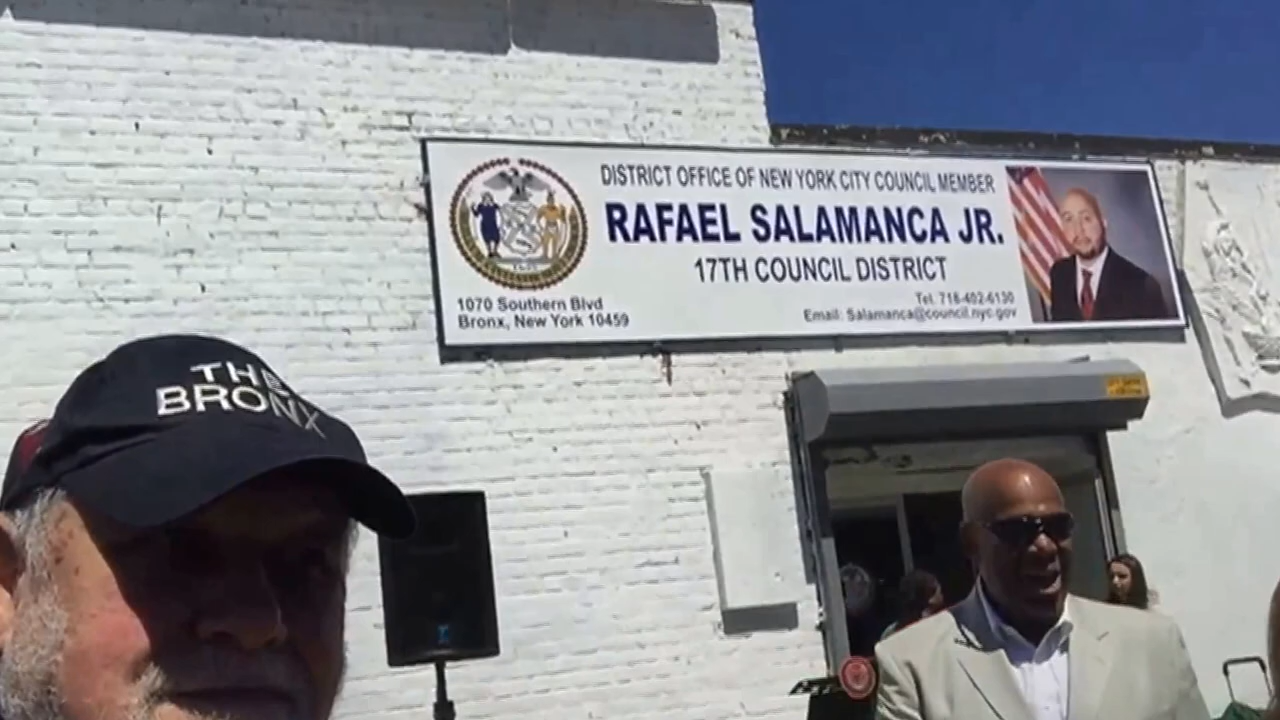 DISTRICT OFFICE OF NEW YORK CITY COUNCIL MEMBER
RAFAEL SALAMANCA JR.
17TH COUNCIL DISTRICT
1070 Southern Blvd
Bronx, New York 10459
Tel. 718-402-6130
Email: Salamanca@council.nyc.gov
THE
BRONX